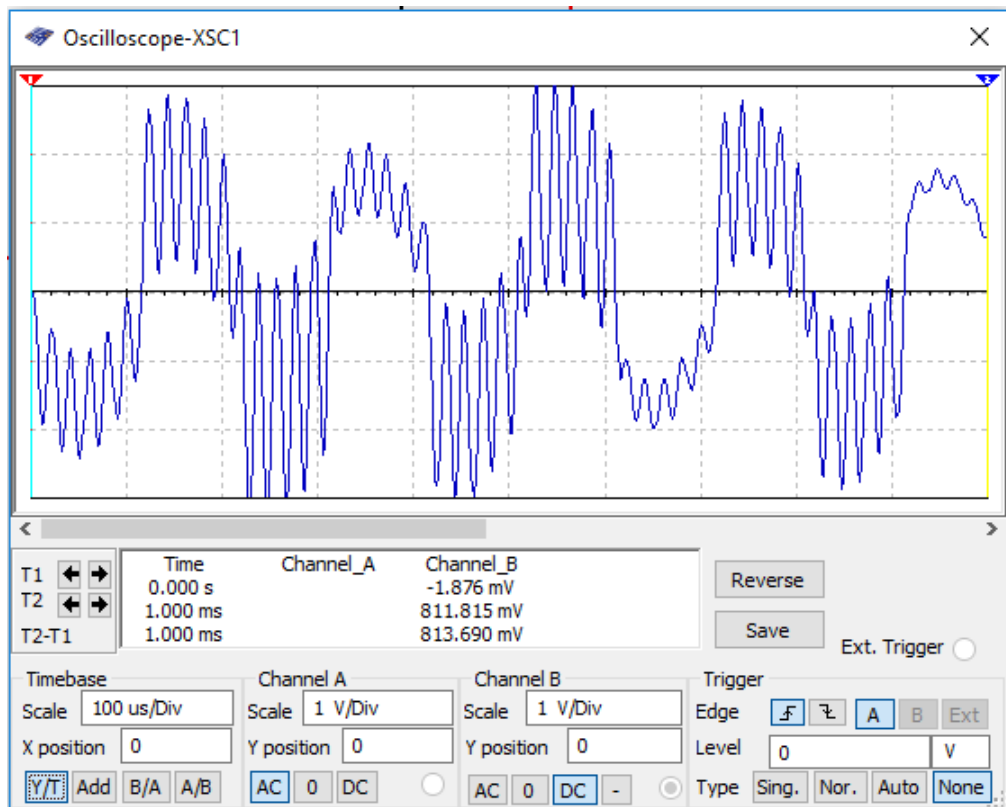 Oscilloscope-XSC1
1 2
T1
T2
T2-T1
Time Channel_A Channel_B
0.000 s -1.876 mV
1.000 ms 811.815 mV
1.000 ms 813.690 mV
Reverse
Save
Ext. Trigger
Timebase
Scale 100 us/Div
X position 0
Y/T Add B/A A/B
Channel A
Scale 1 V/Div
Y position 0
AC 0 DC
Channel B
Scale 1 V/Div
Y position 0
AC 0 DC -
Trigger
Edge A B Ext
Level 0 V
Type Sing. Nor. Auto None